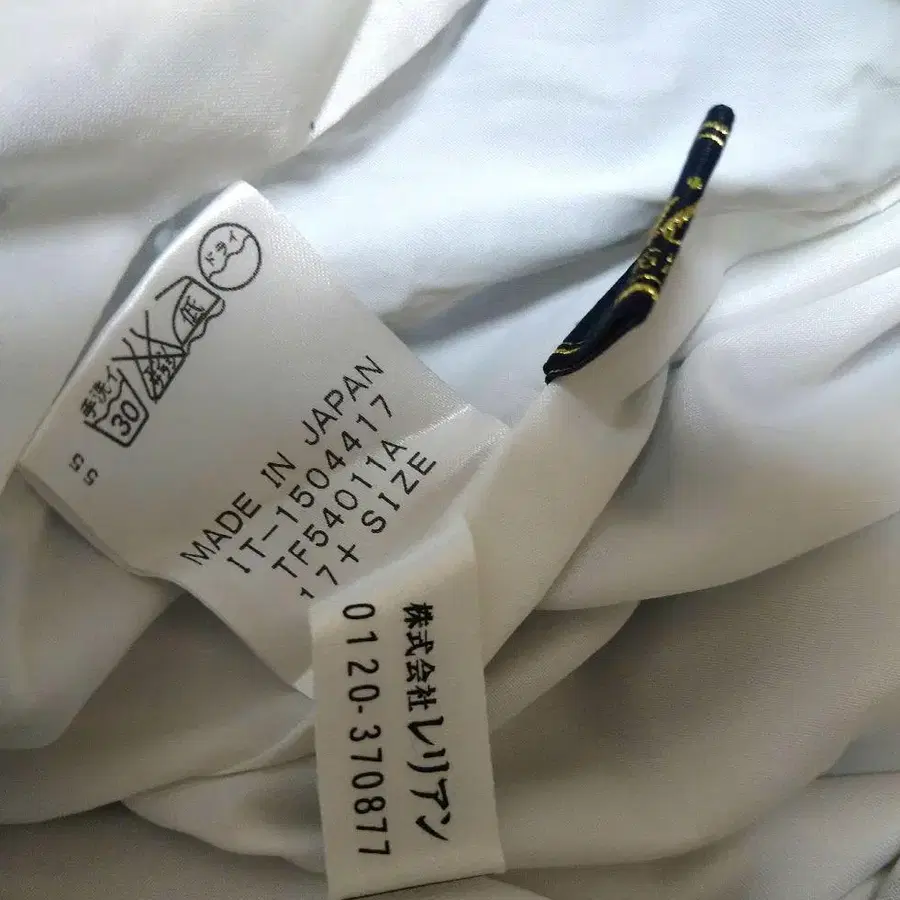 ドライ
低
手洗イ
30
55
MADE IN JAPAN
IT-1504417
TF54011A
17+ SIZE
株式会社レリアン
0120-370877